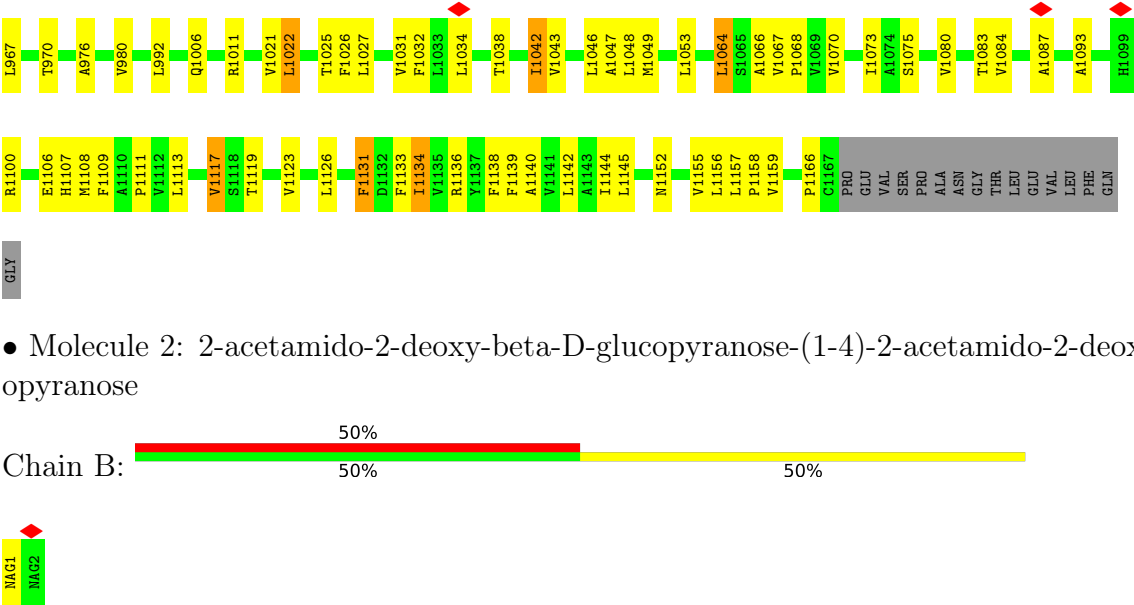 L967 T970 A976 V980 L992 Q1006 R1011 V1021 L1022 T1025 F1026 L1027 V1031 F1032 L1033 L1034 T1038 I1042 V1043 L1046 A1047 L1048 M1049 L1053 L1064 S1065 A1066 V1067 P1068 V1069 V1070 I1073 A1074 S1075 V1080 T1083 V1084 A1087 A1093 H1099
R1100 E1106 H1107 M1108 F1109 A1110 P1111 V1112 L1113 V1117 S1118 T1119 V1123 L1126 F1131 D1132 F1133 I1134 V1135 R1136 Y1137 F1138 F1139 A1140 V1141 L1142 A1143 I1144 L1145 N1152 V1155 L1156 L1157 P1158 V1159 P1166 C1167 PRO GLU VAL SER PRO ALA ASN GLY THR LEU GLU VAL LEU PHE GLN
GLY
• Molecule 2: 2-acetamido-2-deoxy-beta-D-glucopyranose-(1-4)-2-acetamido-2-deox
opyranose
50%
Chain B:
50% 50%
NAG1 NAG2